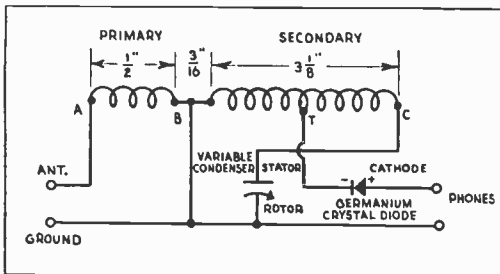 PRIMARY SECONDARY
1/2" 3/16" 3 1/8"
A B T C
VARIABLE CONDENSER STATOR CATHODE
ANT. - +
ROTOR GERMANIUM CRYSTAL DIODE PHONES
GROUND